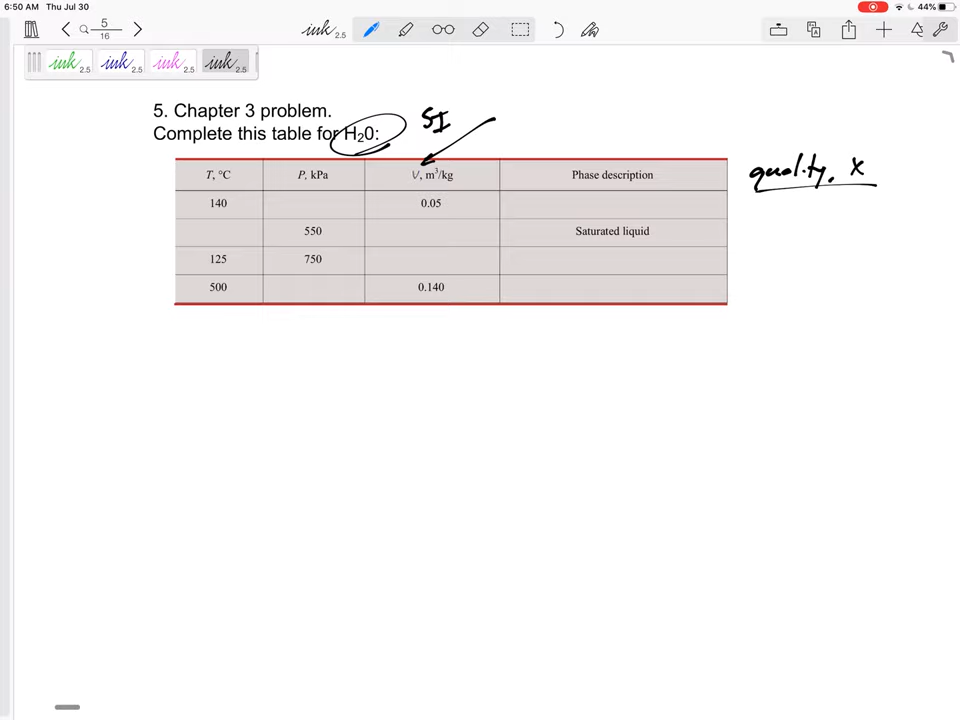 6:50 AM Thu Jul 30
44%
5
16
ink 2.5
ink 2.5
ink 2.5
ink 2.5
ink 2.5
5. Chapter 3 problem.
Complete this table for H₂0:
SI
quality, x
T, °C P, kPa V, m³/kg Phase description
140 0.05
550 Saturated liquid
125 750
500 0.140